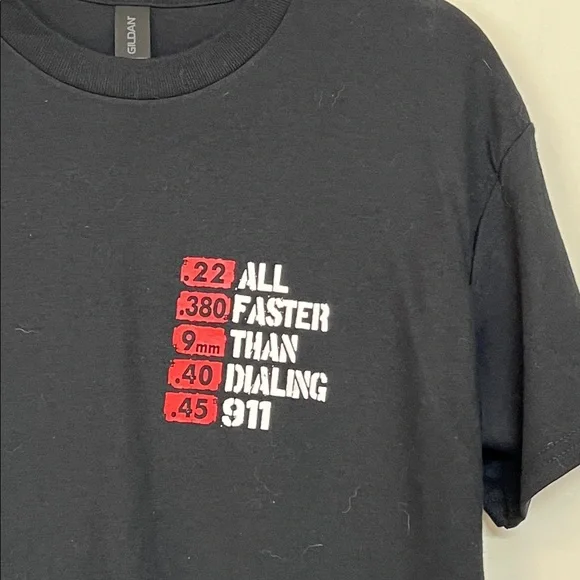 GILDAN
.22 ALL
.380 FASTER
9mm THAN
.40 DIALING
.45 911